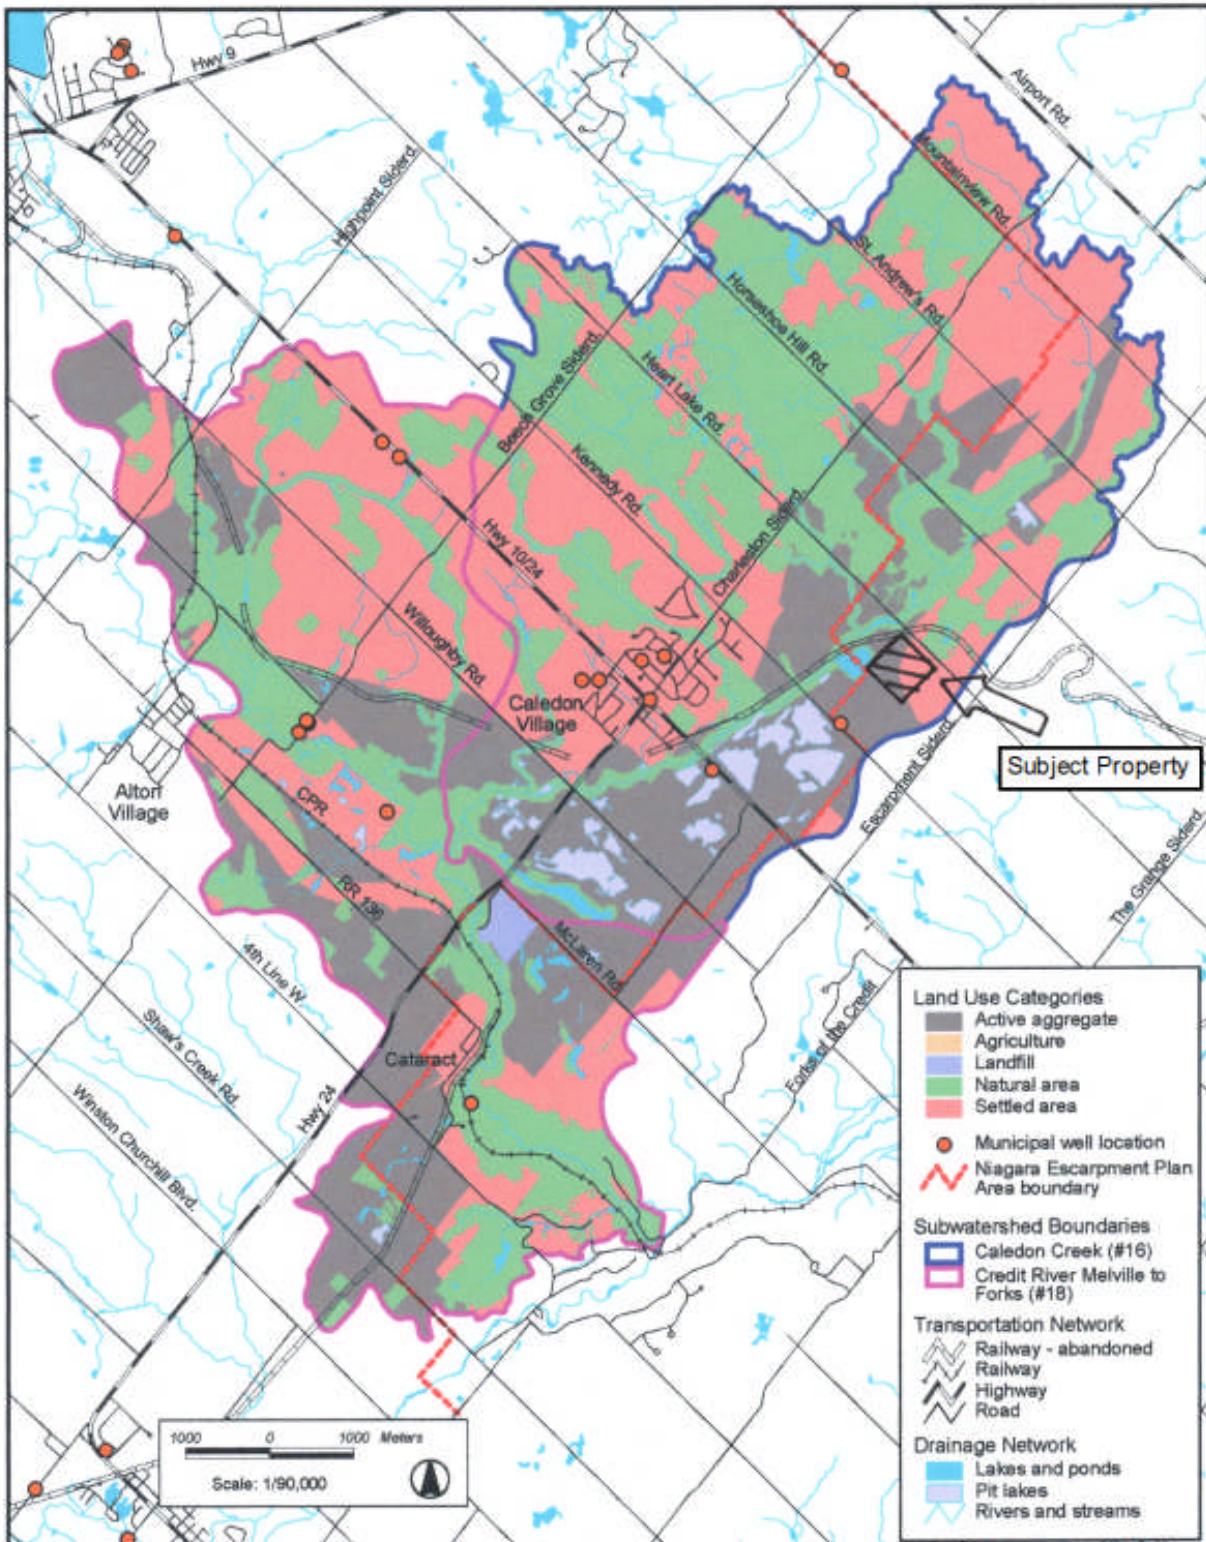 Hwy 9
Airport Rd.
Highpoint Siderd.
Mountainview Rd.
St. Andrew's Rd.
Horseshoe Hill Rd.
Beech Grove Siderd.
Heart Lake Rd.
Kennedy Rd.
Charleston Siderd.
Hwy 10/24
Willoughby Rd.
Caledon
Village
Subject Property
Alton
Village
CPR
RR 136
Escarpment Siderd.
The Grange Siderd.
McLaren Rd.
4th Line W.
Forks of the Credit
Shaw's Creek Rd.
Cataract
Hwy 24
Winston Churchill Blvd.
Land Use Categories
Active aggregate
Agriculture
Landfill
Natural area
Settled area
Municipal well location
Niagara Escarpment Plan
Area boundary
Subwatershed Boundaries
Caledon Creek (#16)
Credit River Melville to
Forks (#18)
Transportation Network
Railway - abandoned
Railway
Highway
Road
Drainage Network
Lakes and ponds
Pit lakes
Rivers and streams
1000 0 1000 Meters
Scale: 1/90,000